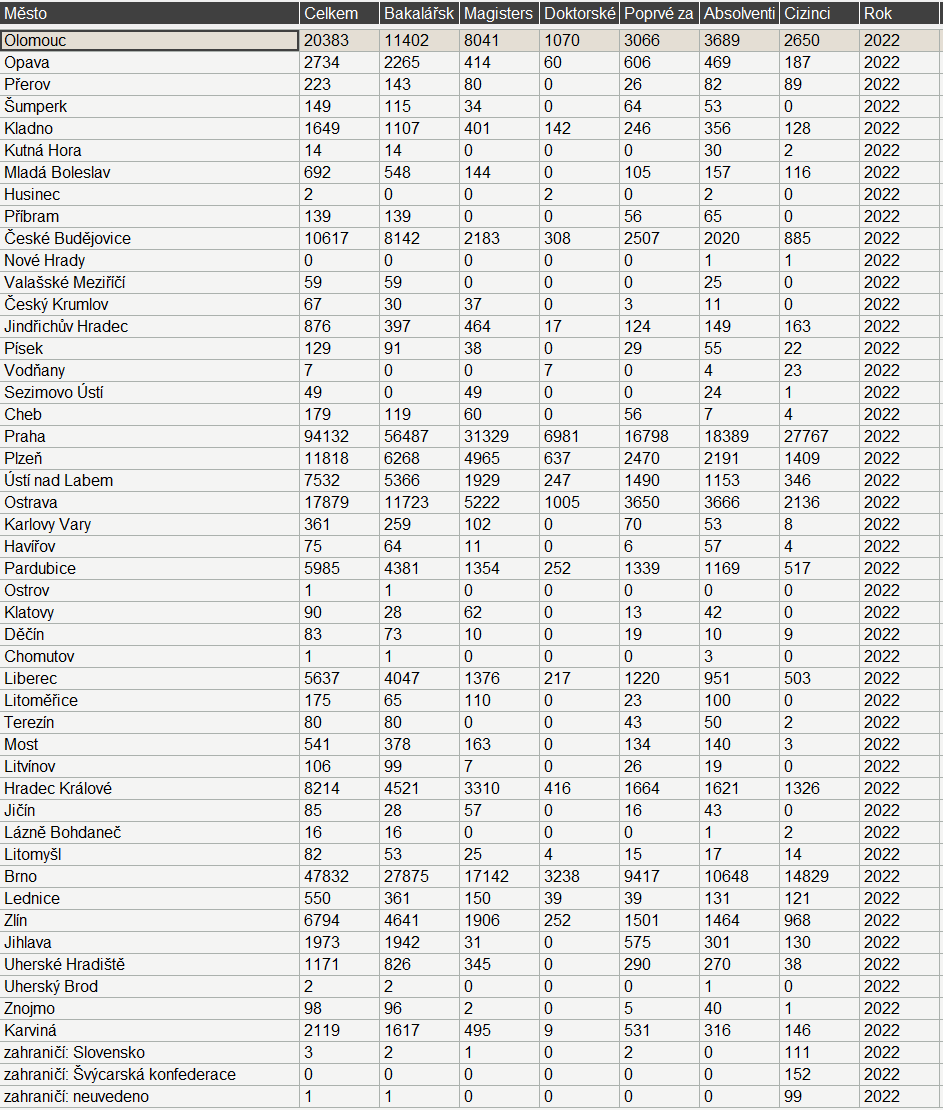 Město Celkem Bakalářsk Magisters Doktorské Poprvé za Absolventi Cizinci Rok
Olomouc 20383 11402 8041 1070 3066 3689 2650 2022
Opava 2734 2265 414 60 606 469 187 2022
Přerov 223 143 80 0 26 82 89 2022
Šumperk 149 115 34 0 64 53 0 2022
Kladno 1649 1107 401 142 246 356 128 2022
Kutná Hora 14 14 0 0 0 30 2 2022
Mladá Boleslav 692 548 144 0 105 157 116 2022
Husinec 2 0 0 2 0 2 0 2022
Příbram 139 139 0 0 56 65 0 2022
České Budějovice 10617 8142 2183 308 2507 2020 885 2022
Nové Hrady 0 0 0 0 0 1 1 2022
Valašské Meziříčí 59 59 0 0 0 25 0 2022
Český Krumlov 67 30 37 0 3 11 0 2022
Jindřichův Hradec 876 397 464 17 124 149 163 2022
Písek 129 91 38 0 29 55 22 2022
Vodňany 7 0 0 7 0 4 23 2022
Sezimovo Ústí 49 0 49 0 0 24 1 2022
Cheb 179 119 60 0 56 7 4 2022
Praha 94132 56487 31329 6981 16798 18389 27767 2022
Plzeň 11818 6268 4965 637 2470 2191 1409 2022
Ústí nad Labem 7532 5366 1929 247 1490 1153 346 2022
Ostrava 17879 11723 5222 1005 3650 3666 2136 2022
Karlovy Vary 361 259 102 0 70 53 8 2022
Havířov 75 64 11 0 6 57 4 2022
Pardubice 5985 4381 1354 252 1339 1169 517 2022
Ostrov 1 1 0 0 0 0 0 2022
Klatovy 90 28 62 0 13 42 0 2022
Děčín 83 73 10 0 19 10 9 2022
Chomutov 1 1 0 0 0 3 0 2022
Liberec 5637 4047 1376 217 1220 951 503 2022
Litoměřice 175 65 110 0 23 100 0 2022
Terezín 80 80 0 0 43 50 2 2022
Most 541 378 163 0 134 140 3 2022
Litvínov 106 99 7 0 26 19 0 2022
Hradec Králové 8214 4521 3310 416 1664 1621 1326 2022
Jičín 85 28 57 0 16 43 0 2022
Lázně Bohdaneč 16 16 0 0 0 1 2 2022
Litomyšl 82 53 25 4 15 17 14 2022
Brno 47832 27875 17142 3238 9417 10648 14829 2022
Lednice 550 361 150 39 39 131 121 2022
Zlín 6794 4641 1906 252 1501 1464 968 2022
Jihlava 1973 1942 31 0 575 301 130 2022
Uherské Hradiště 1171 826 345 0 290 270 38 2022
Uherský Brod 2 2 0 0 0 1 0 2022
Znojmo 98 96 2 0 5 40 1 2022
Karviná 2119 1617 495 9 531 316 146 2022
zahraničí: Slovensko 3 2 1 0 2 0 111 2022
zahraničí: Švýcarská konfederace 0 0 0 0 0 0 152 2022
zahraničí: neuvedeno 1 1 0 0 0 0 99 2022